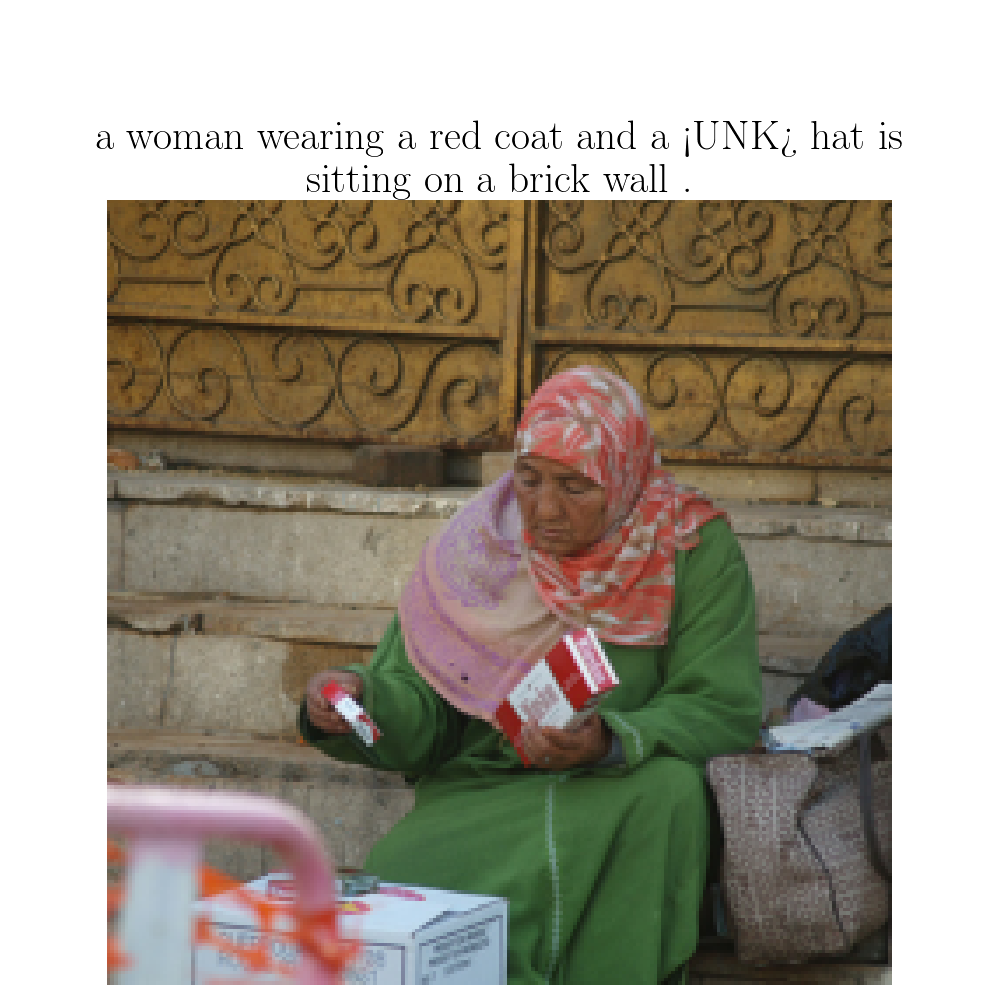 a woman wearing a red coat and a ¡UNK¿ hat is
sitting on a brick wall .